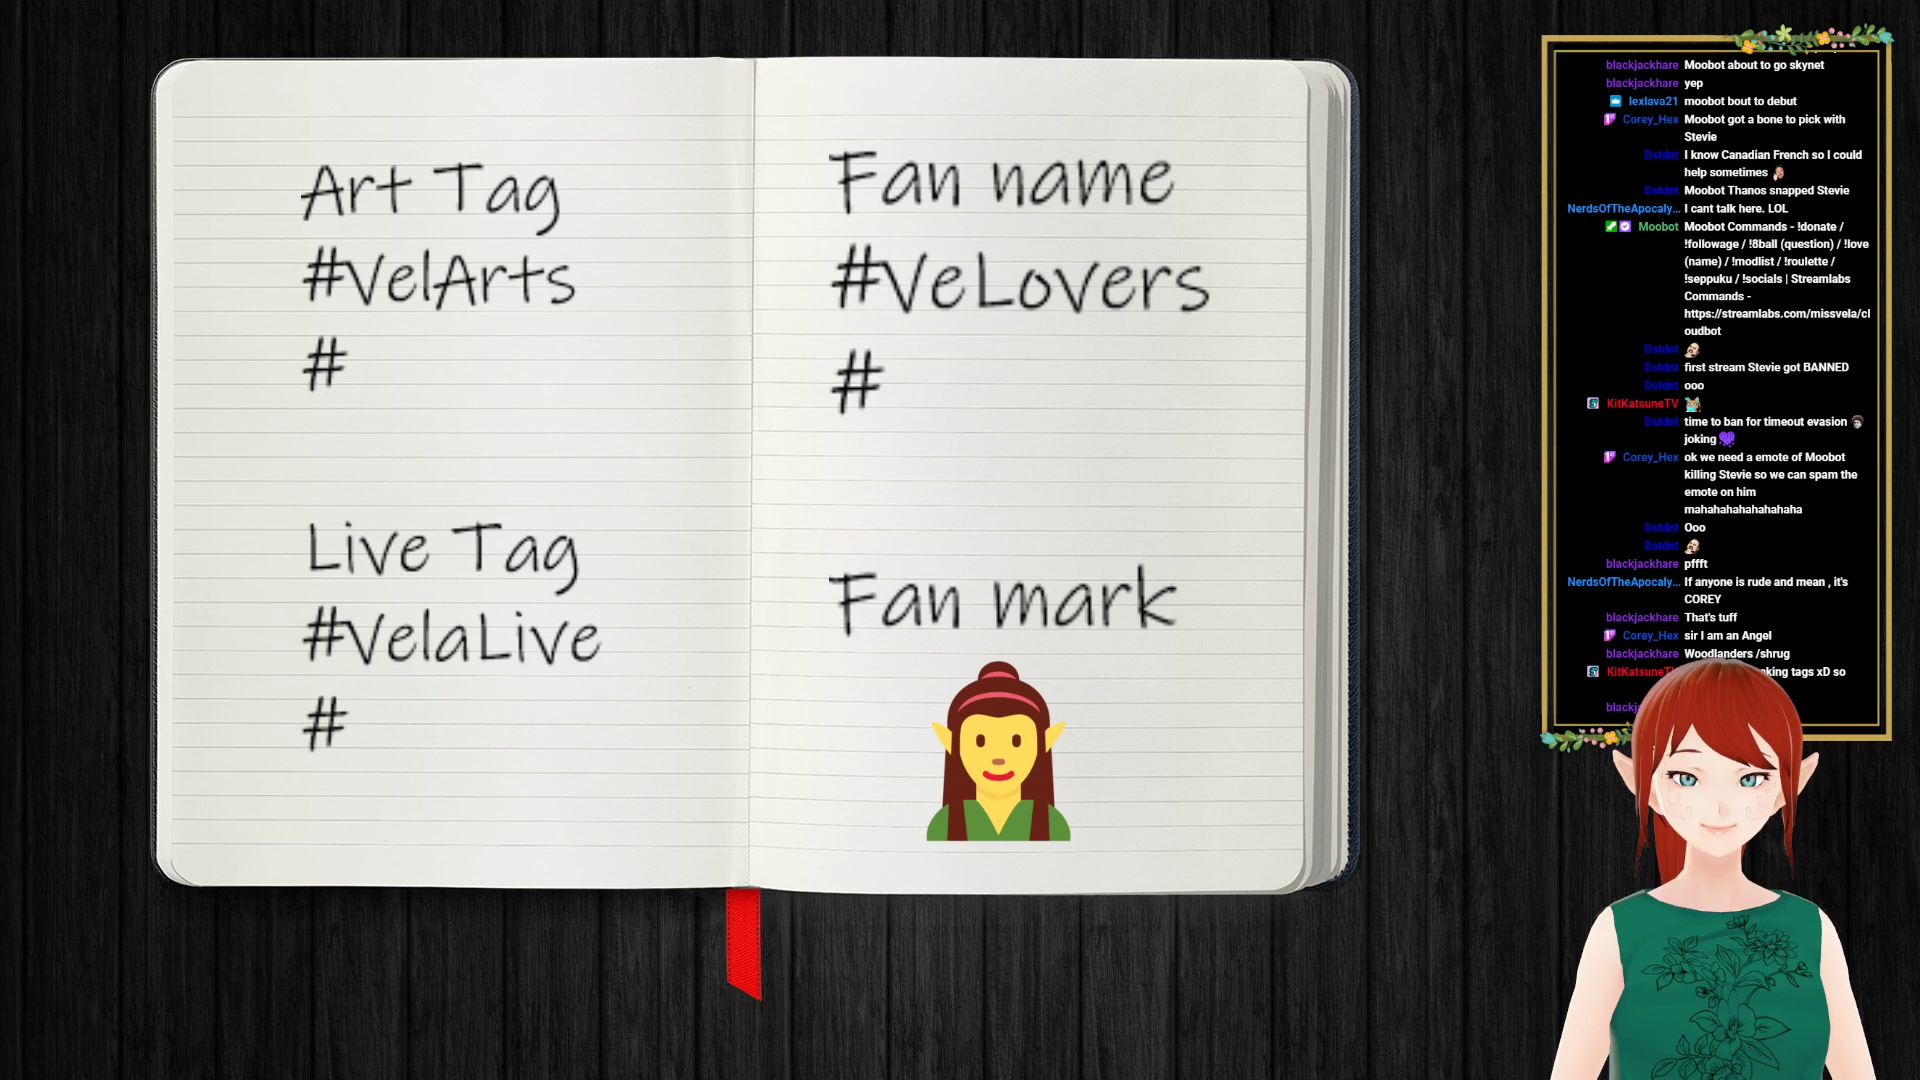 Art Tag
#VelArts
#
Live Tag
#VelaLive
#
Fan name
#VeLovers
#
Fan mark
blackjackhare Moobot about to go skynet
blackjackhare yep
lexlava21 moobot bout to debut
Corey_Hex Moobot got a bone to pick with
Stevie
Dstdnt I know Canadian French so I could
help sometimes
Dstdnt Moobot Thanos snapped Stevie
NerdsOfTheApocaly... I cant talk here. LOL
Moobot Moobot Commands - !donate /
!followage / !8ball (question) / !love
(name) / !modlist / !roulette /
!seppuku / !socials | Streamlabs
Commands -
https://streamlabs.com/missvela/cl
oudbot
Dstdnt
Dstdnt first stream Stevie got BANNED
Dstdnt ooo
KitKatsuneTV
Dstdnt time to ban for timeout evasion
joking
Corey_Hex ok we need a emote of Moobot
killing Stevie so we can spam the
emote on him
mahahahahahahahaha
Dstdnt Ooo
Dstdnt
blackjackhare pffft
NerdsOfTheApocaly... If anyone is rude and mean , it's
COREY
blackjackhare That's tuff
Corey_Hex sir I am an Angel
blackjackhare Woodlanders /shrug
tags xD so